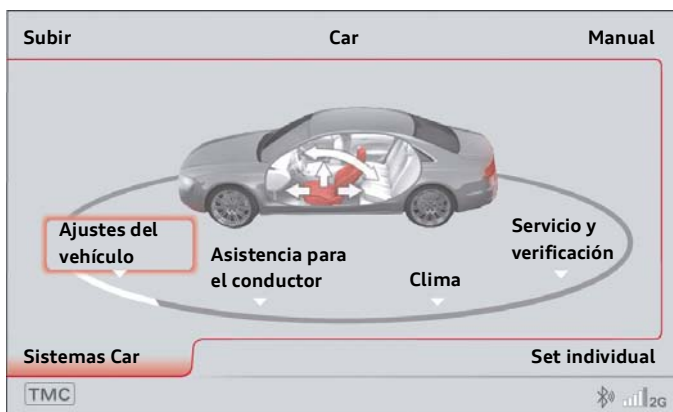 Subir Car Manual
Ajustes del
vehículo
Asistencia para
el conductor
Clima
Servicio y
verificación
Sistemas Car Set individual
TMC 2G